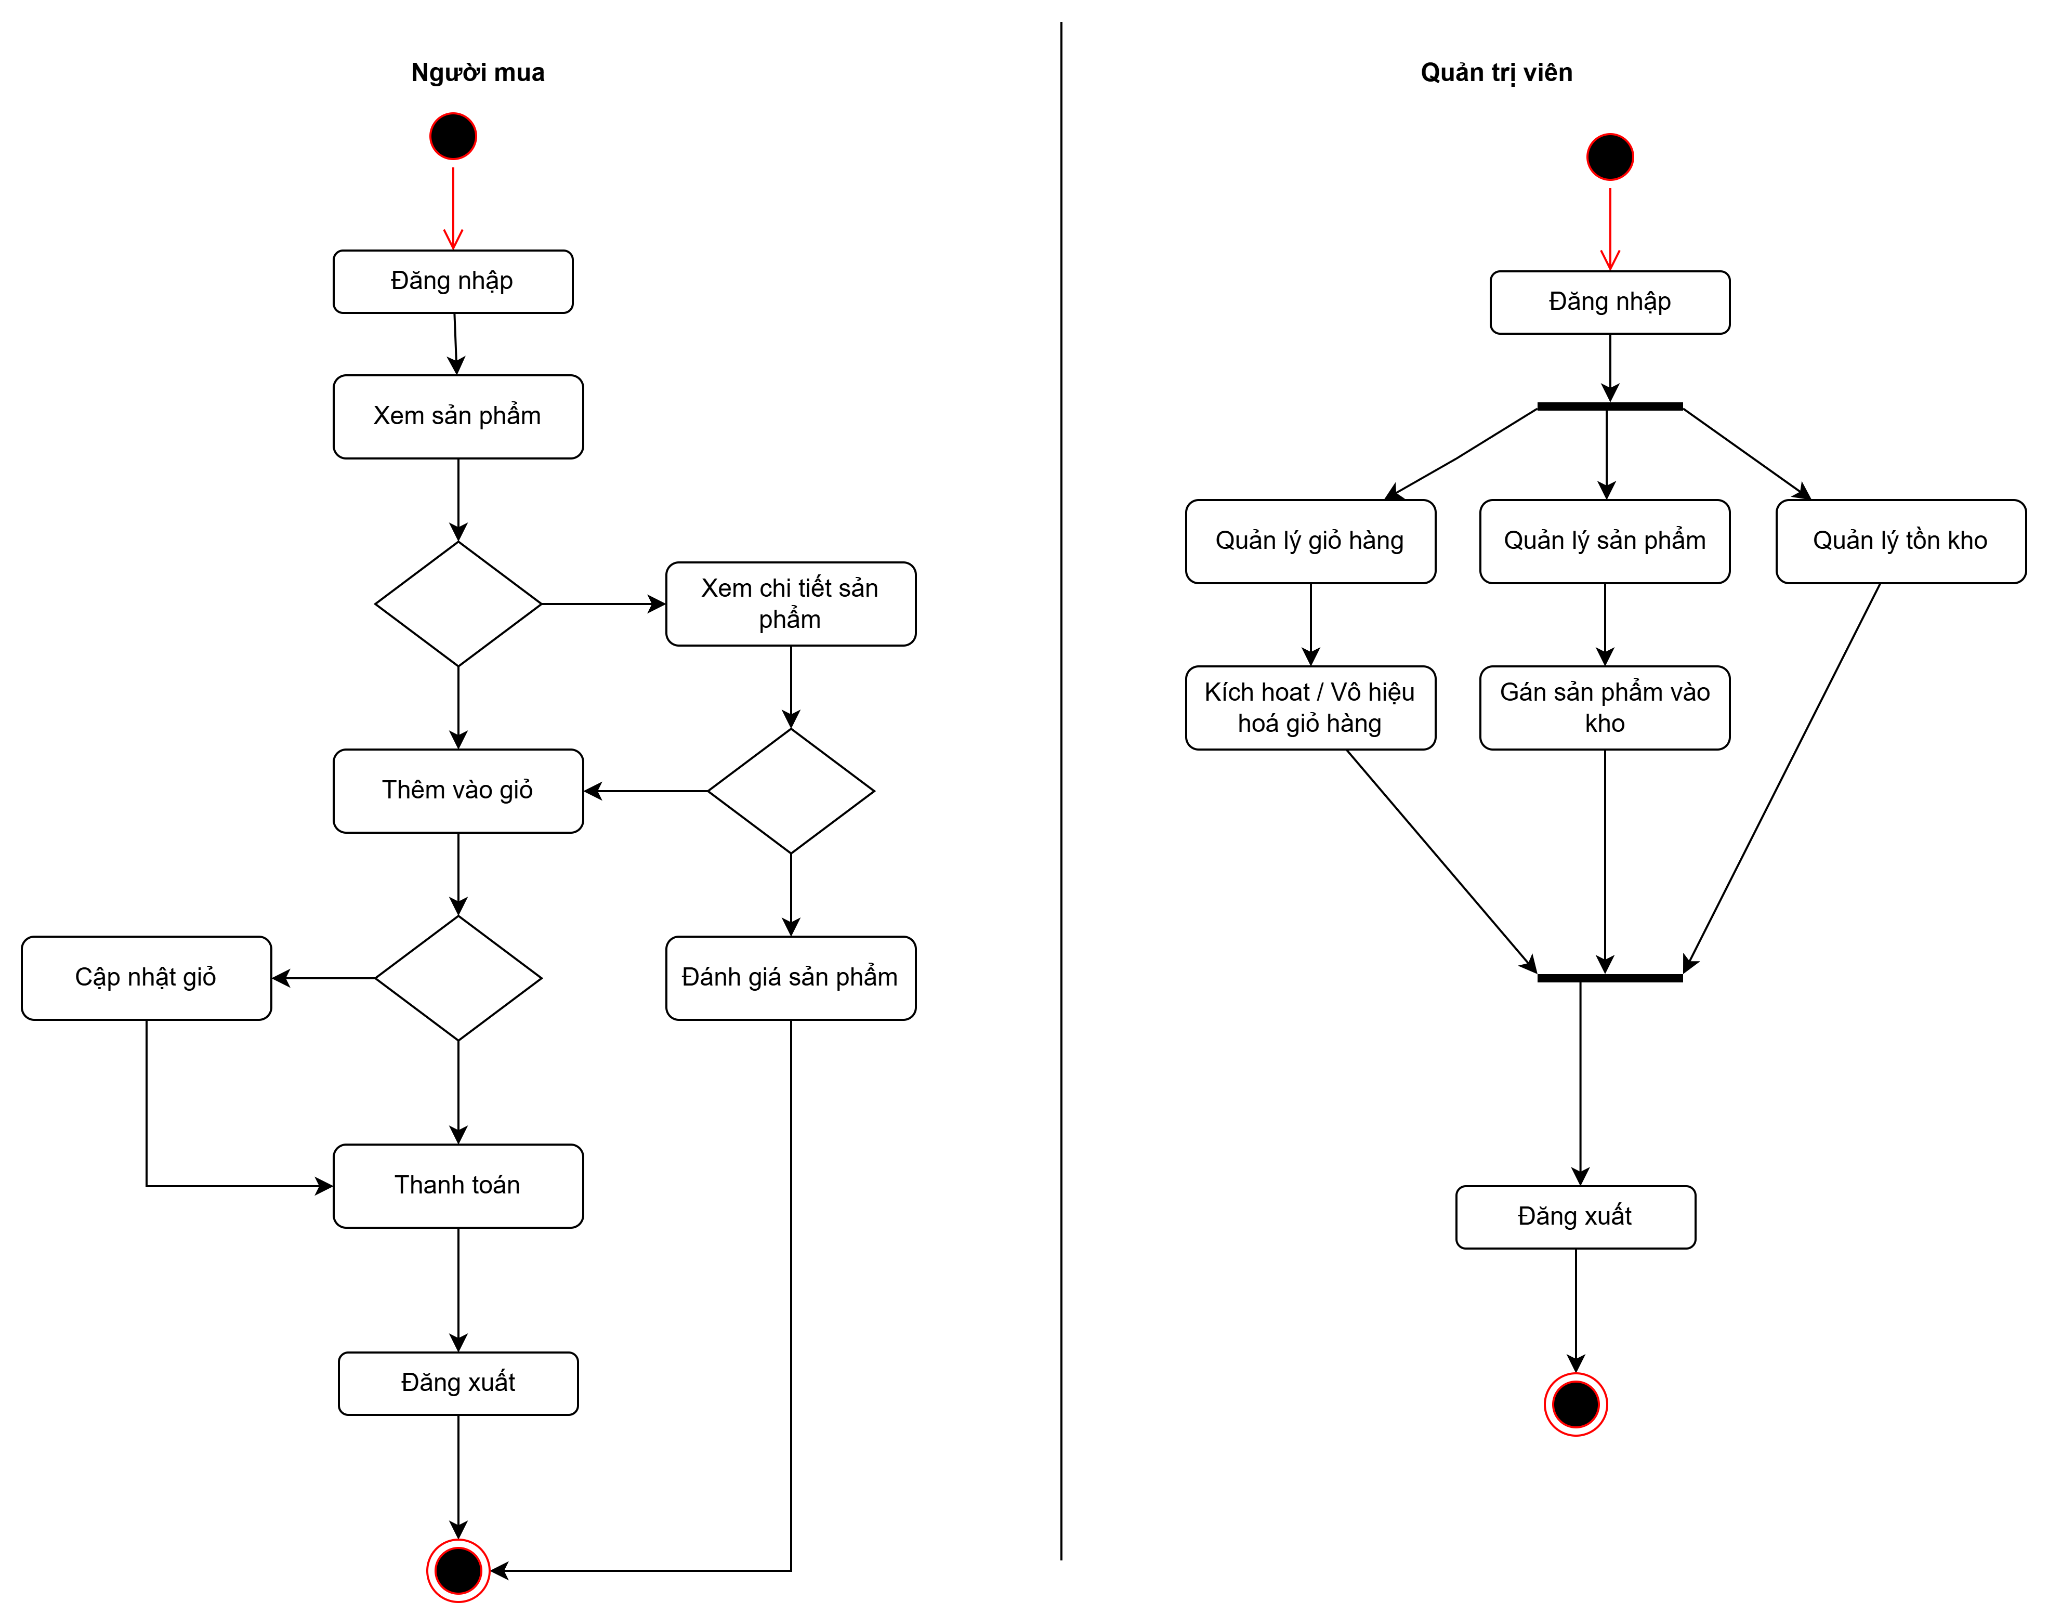 Người mua
Đăng nhập
Xem sản phẩm
Xem chi tiết sản
phẩm
Thêm vào giỏ
Cập nhật giỏ
Đánh giá sản phẩm
Thanh toán
Đăng xuất
Quản trị viên
Đăng nhập
Quản lý giỏ hàng
Quản lý sản phẩm
Quản lý tồn kho
Kích hoat / Vô hiệu
hoá giỏ hàng
Gán sản phẩm vào
kho
Đăng xuất